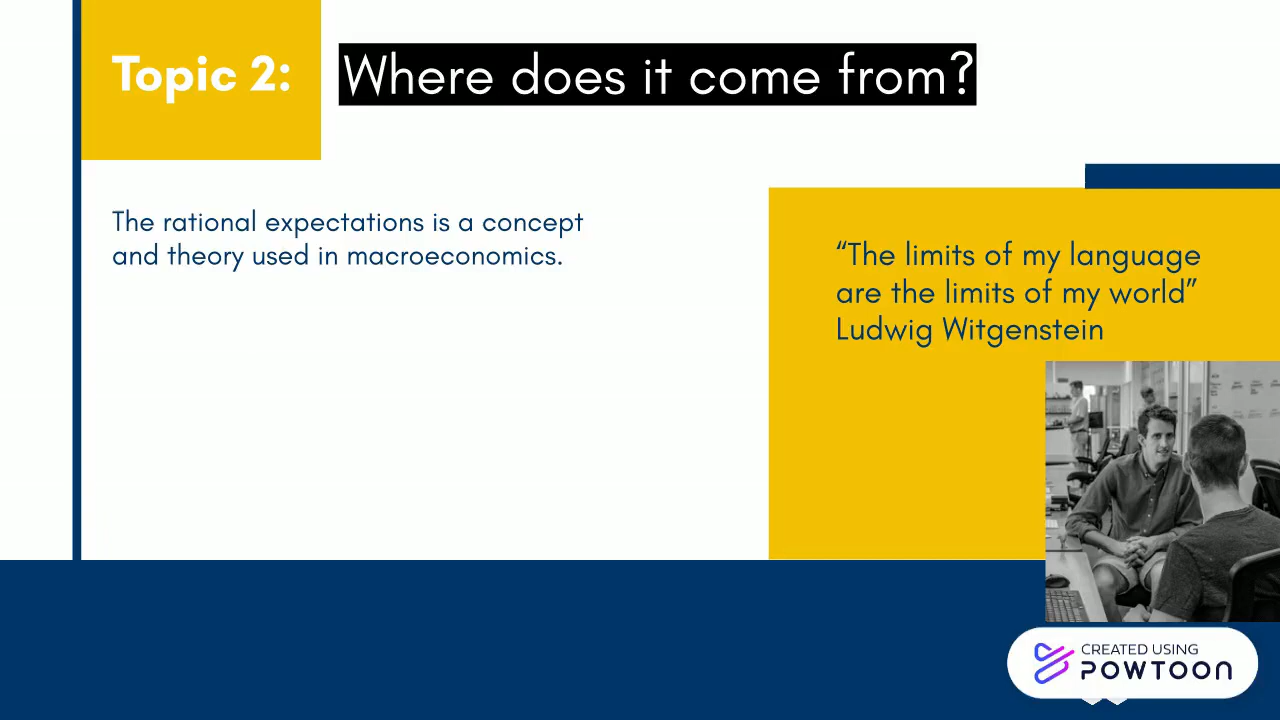 Topic 2:
Where does it come from?
The rational expectations is a concept
and theory used in macroeconomics.
“The limits of my language
are the limits of my world”
Ludwig Witgenstein
CREATED USING
POWTOON